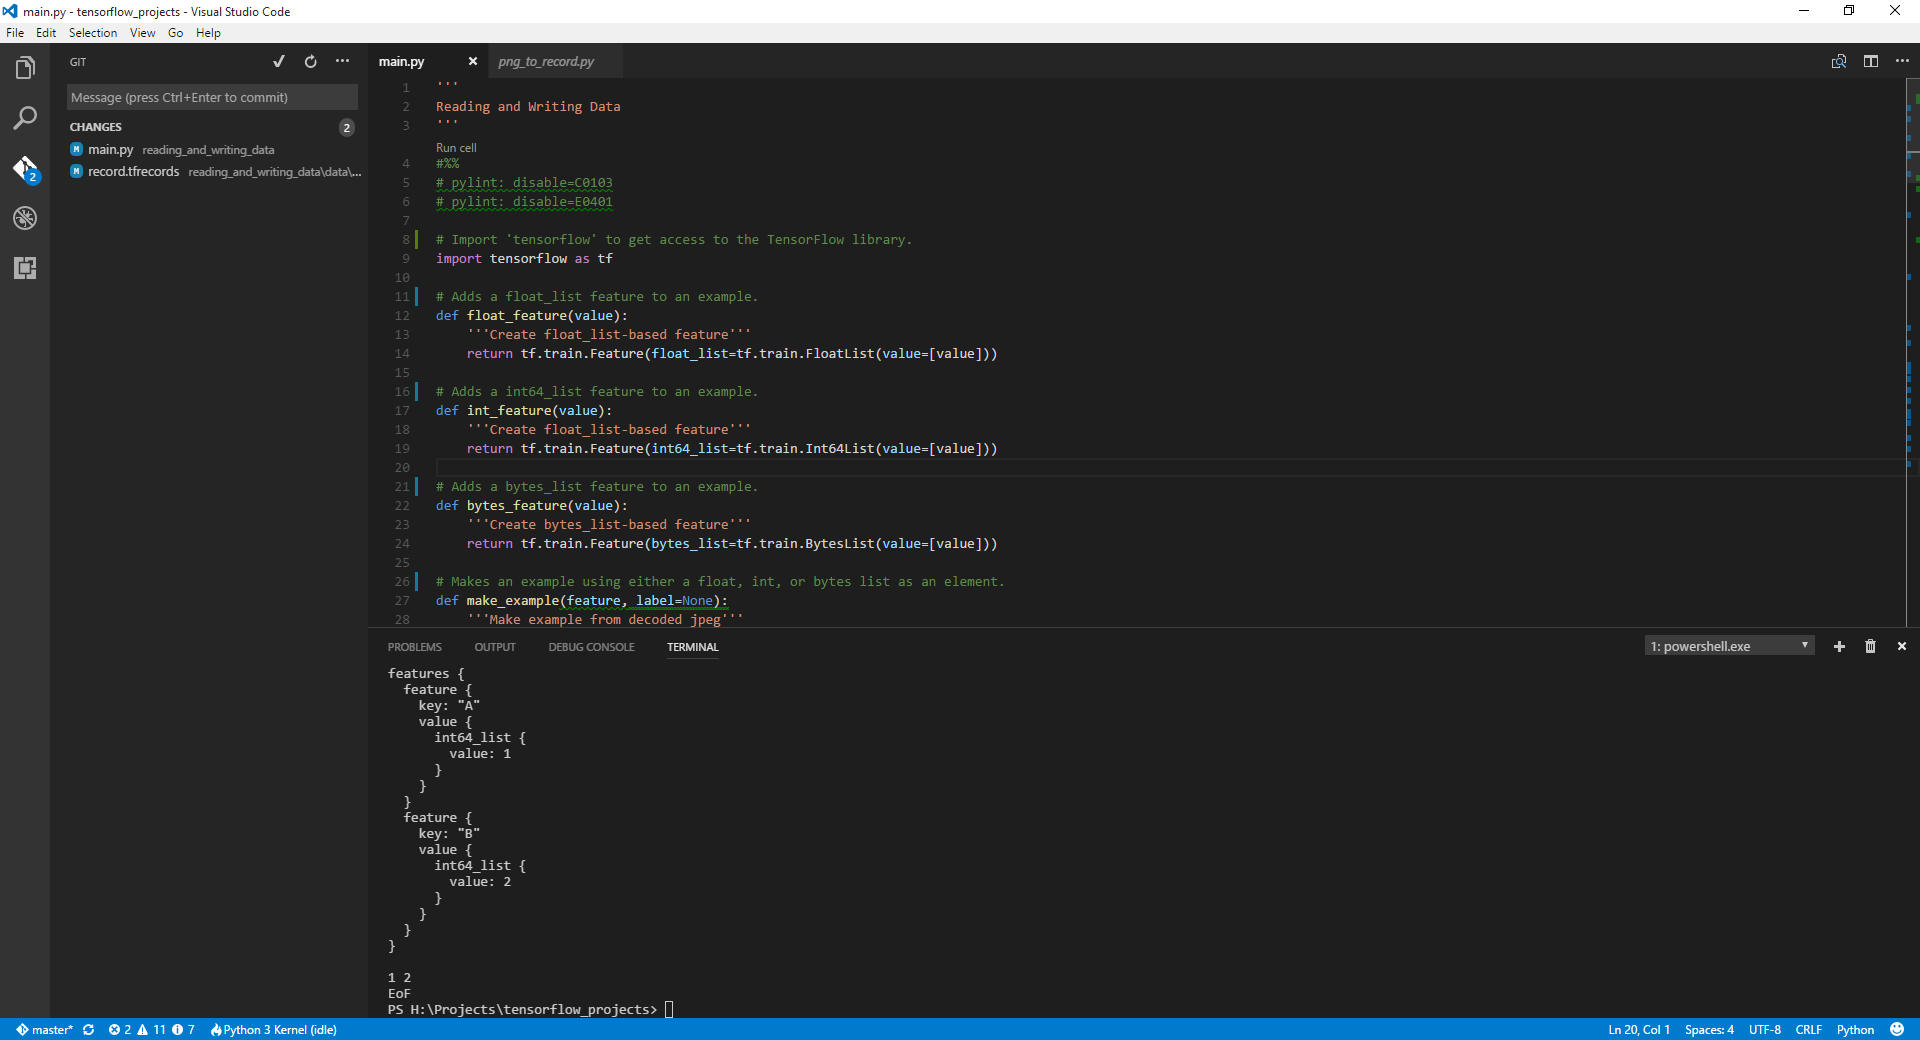 main.py - tensorflow_projects - Visual Studio Code
File Edit Selection View Go Help
GIT
Message (press Ctrl+Enter to commit)
CHANGES 2
M main.py reading_and_writing_data
M record.tfrecords reading_and_writing_data\data\...
2
main.py png_to_record.py
1 '''
2 Reading and Writing Data
3 '''
Run cell
4 #%%
5 # pylint: disable=C0103
6 # pylint: disable=E0401
7
8 # Import 'tensorflow' to get access to the TensorFlow library.
9 import tensorflow as tf
10
11 # Adds a float_list feature to an example.
12 def float_feature(value):
13     '''Create float_list-based feature'''
14     return tf.train.Feature(float_list=tf.train.FloatList(value=[value]))
15
16 # Adds a int64_list feature to an example.
17 def int_feature(value):
18     '''Create float_list-based feature'''
19     return tf.train.Feature(int64_list=tf.train.Int64List(value=[value]))
20
21 # Adds a bytes_list feature to an example.
22 def bytes_feature(value):
23     '''Create bytes_list-based feature'''
24     return tf.train.Feature(bytes_list=tf.train.BytesList(value=[value]))
25
26 # Makes an example using either a float, int, or bytes list as an element.
27 def make_example(feature, label=None):
28     '''Make example from decoded jpeg'''
PROBLEMS OUTPUT DEBUG CONSOLE TERMINAL 1: powershell.exe
features {
  feature {
    key: "A"
    value {
      int64_list {
        value: 1
      }
    }
  }
  feature {
    key: "B"
    value {
      int64_list {
        value: 2
      }
    }
  }
}
1 2
EoF
PS H:\Projects\tensorflow_projects>
master* 2 11 7 Python 3 Kernel (idle) Ln 20, Col 1 Spaces: 4 UTF-8 CRLF Python